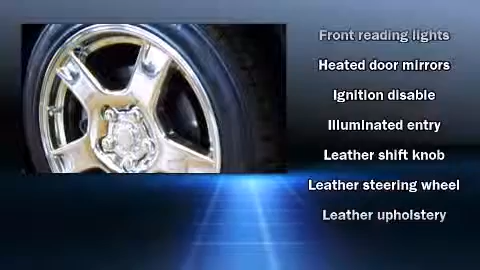 Front reading lights
Heated door mirrors
Ignition disable
Illuminated entry
Leather shift knob
Leather steering wheel
Leather upholstery